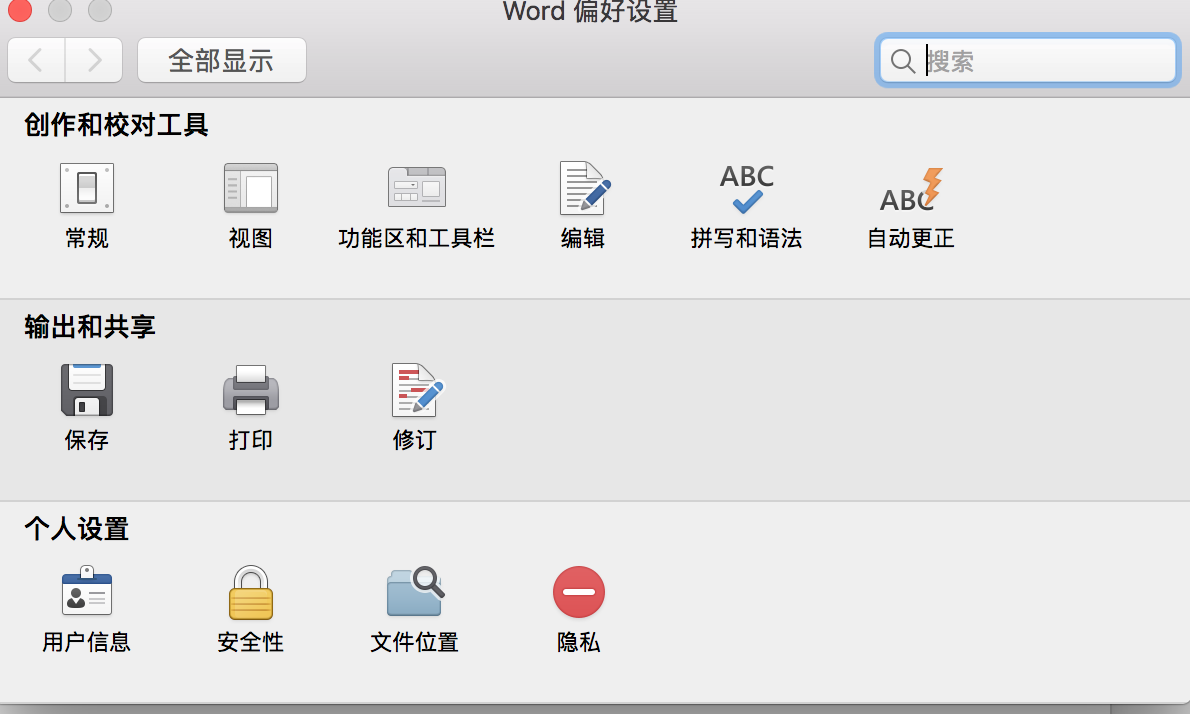 Word 偏好设置
全部显示
搜索
创作和校对工具
常规
视图
功能区和工具栏
编辑
ABC
拼写和语法
ABC
自动更正
输出和共享
保存
打印
修订
个人设置
用户信息
安全性
文件位置
隐私